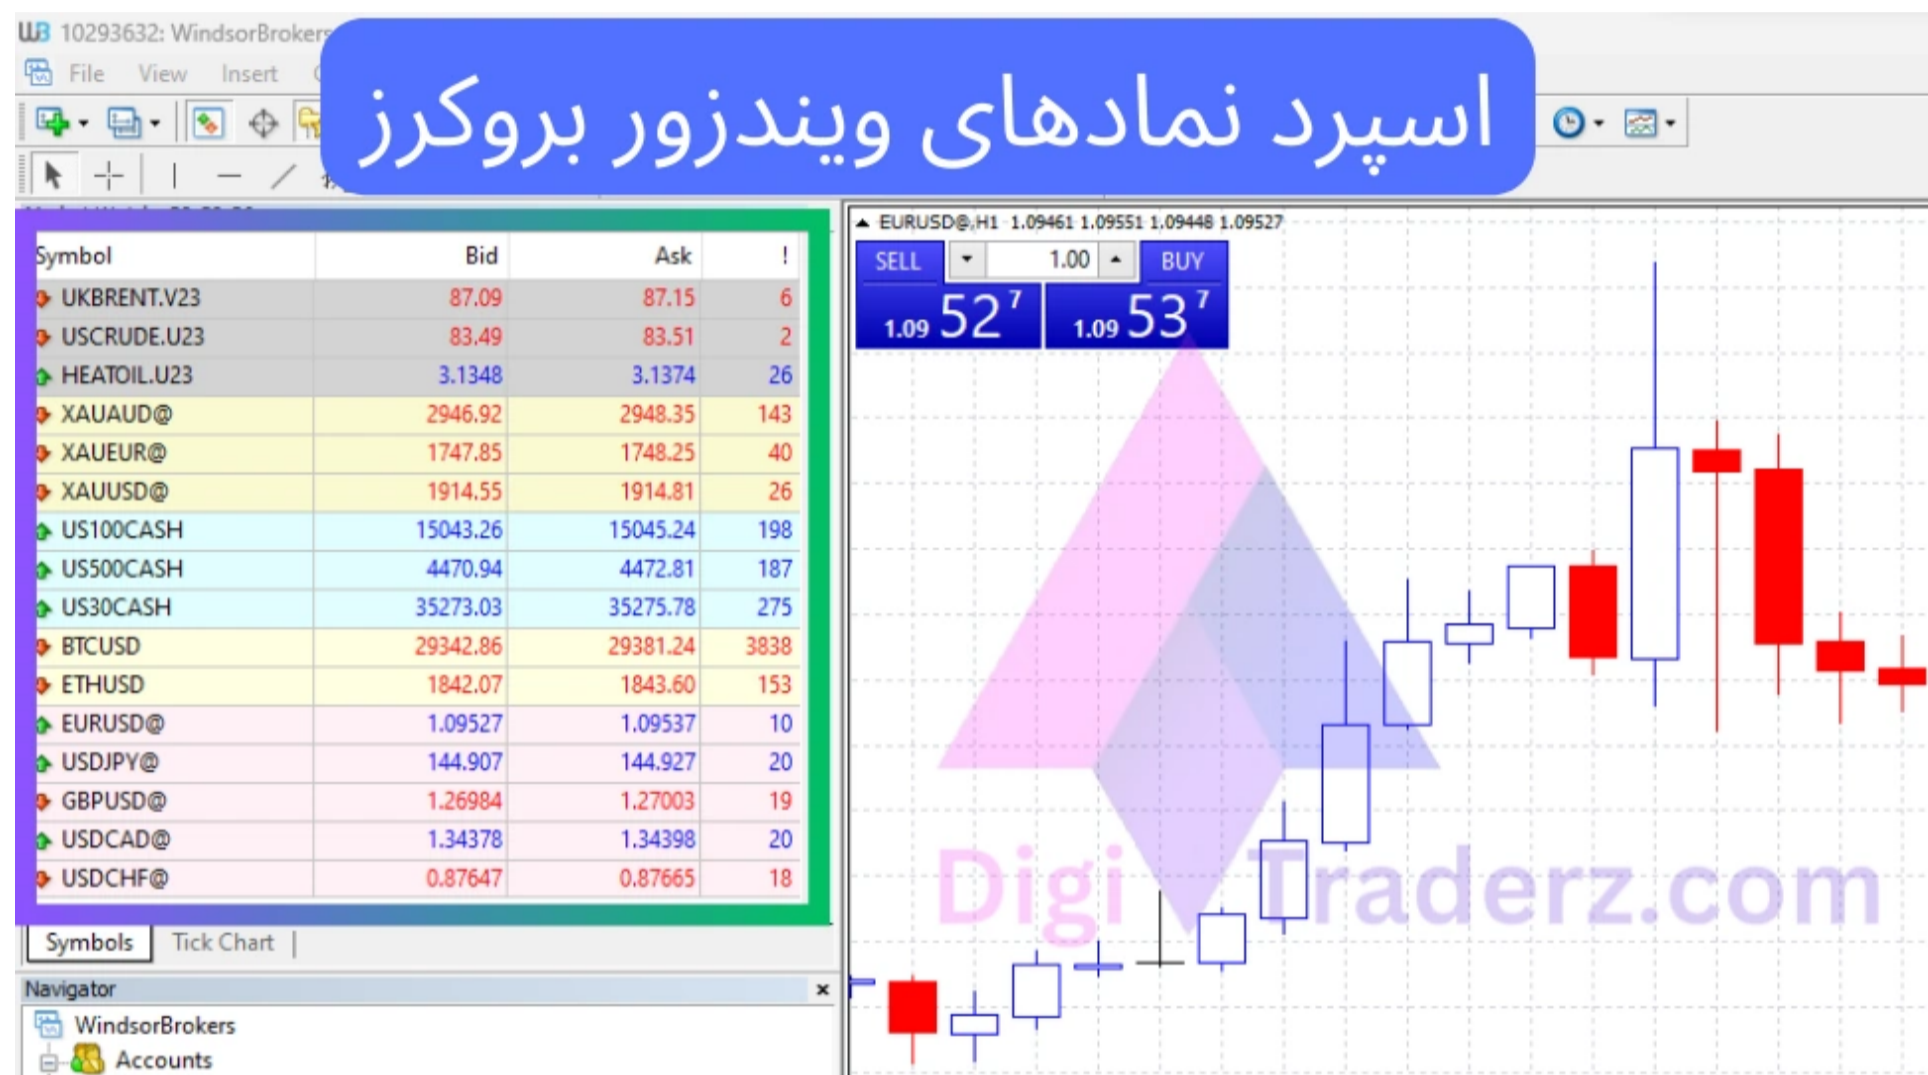 10293632: WindsorBrokers
File View Insert
اسپرد نمادهای ویندزور بروکرز
Symbol Bid Ask !
UKBRENT.V23 87.09 87.15 6
USCRUDE.U23 83.49 83.51 2
HEATOIL.U23 3.1348 3.1374 26
XAUAUD@ 2946.92 2948.35 143
XAUEUR@ 1747.85 1748.25 40
XAUUSD@ 1914.55 1914.81 26
US100CASH 15043.26 15045.24 198
US500CASH 4470.94 4472.81 187
US30CASH 35273.03 35275.78 275
BTCUSD 29342.86 29381.24 3838
ETHUSD 1842.07 1843.60 153
EURUSD@ 1.09527 1.09537 10
USDJPY@ 144.907 144.927 20
GBPUSD@ 1.26984 1.27003 19
USDCAD@ 1.34378 1.34398 20
USDCHF@ 0.87647 0.87665 18
Symbols Tick Chart
Navigator
WindsorBrokers
Accounts
EURUSD@,H1 1.09461 1.09551 1.09448 1.09527
SELL 1.00 BUY
1.09 52 7 1.09 53 7
Digi Traderz.com